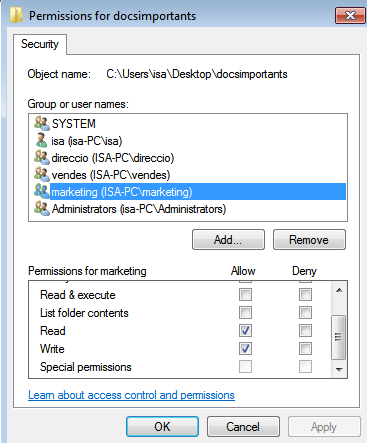 Permissions for docsimportants
Security
Object name: C:\Users\isa\Desktop\docsimportants
Group or user names:
SYSTEM
isa (isa-PC\isa)
direccio (ISA-PC\direccio)
vendes (ISA-PC\vendes)
marketing (ISA-PC\marketing)
Administrators (isa-PC\Administrators)
Add... Remove
Permissions for marketing Allow Deny
Read & execute
List folder contents
Read
Write
Special permissions
Learn about access control and permissions
OK Cancel Apply